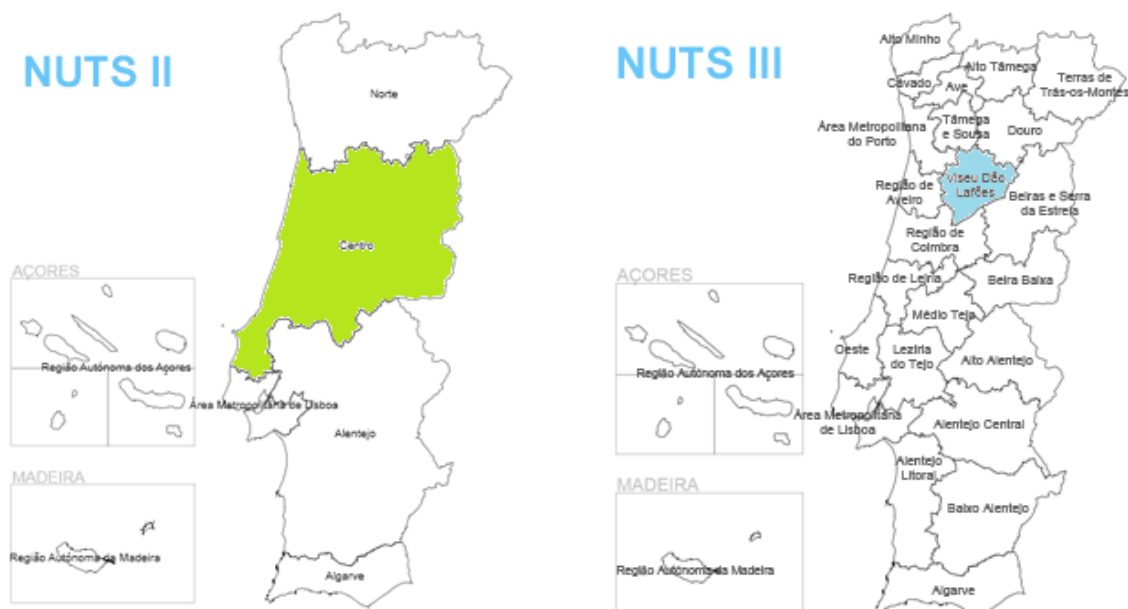 NUTS II
Norte
Centro
AÇORES
Região Autónoma dos Açores
Área Metropolitana de Lisboa
Alentejo
MADEIRA
Região Autónoma da Madeira
Algarve
NUTS III
Alto Minho
Alto Tâmega
Cávado
Ave
Terras de
Trás-os-Montes
Área Metropolitana
do Porto
Tâmega
e Sousa
Douro
Viseu Dão
Lafões
Região de
Aveiro
Beiras e Serra
da Estrela
Região de
Coimbra
AÇORES
Região de Leiria
Beira Baixa
Médio Tejo
Oeste
Lezíria
do Tejo
Alto Alentejo
Região Autónoma dos Açores
Área Metropolitana
de Lisboa
Alentejo Central
Alentejo
Litoral
MADEIRA
Baixo Alentejo
Região Autónoma da Madeira
Algarve